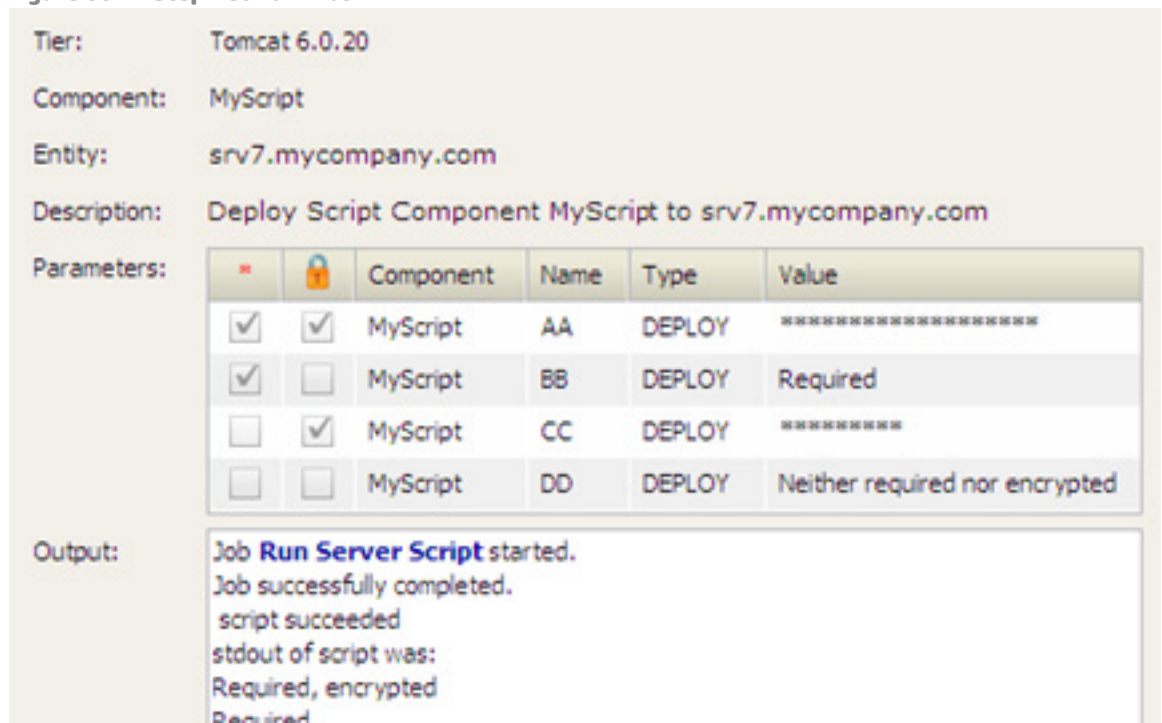 Tier: Tomcat 6.0.20
Component: MyScript
Entity: srv7.mycompany.com
Description: Deploy Script Component MyScript to srv7.mycompany.com
Parameters: * Component Name Type Value
MyScript AA DEPLOY *******************
MyScript BB DEPLOY Required
MyScript CC DEPLOY *********
MyScript DD DEPLOY Neither required nor encrypted
Output: Job Run Server Script started.
Job successfully completed.
script succeeded
stdout of script was:
Required, encrypted
Required